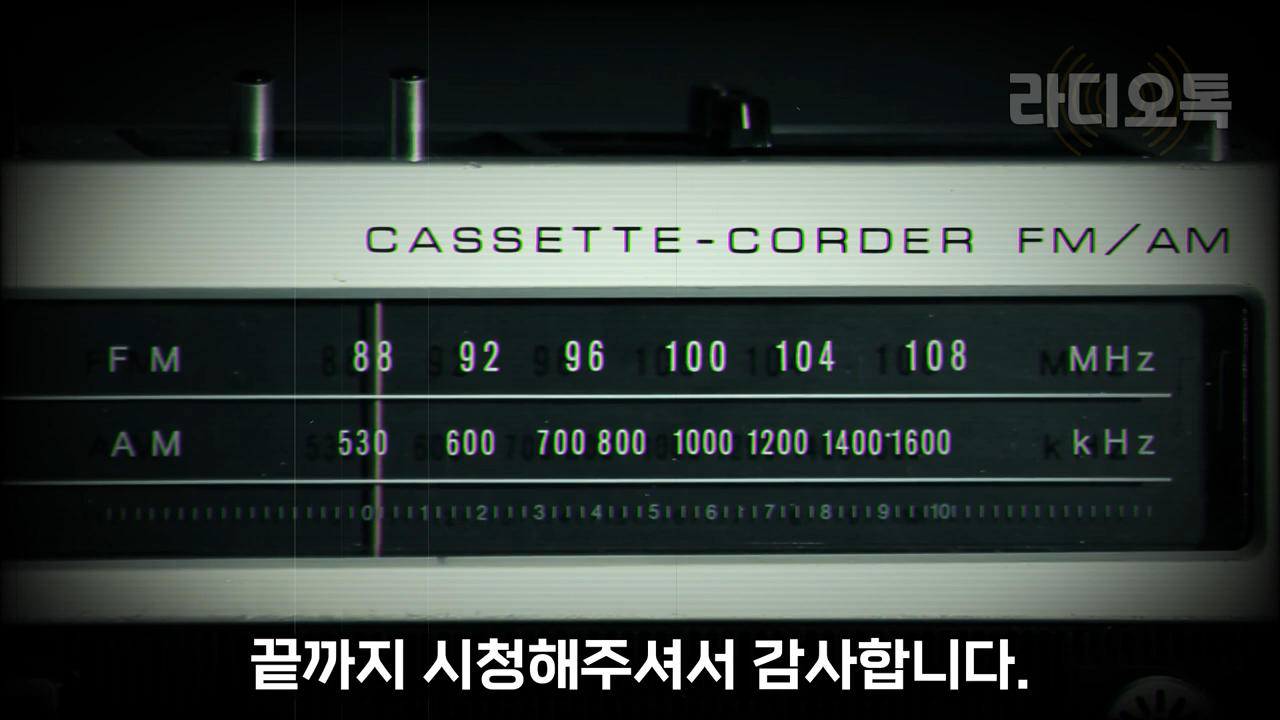 라디오톡
CASSETTE-CORDER FM/AM
FM 88 92 96 100 104 108 MHz
AM 530 600 700 800 1000 1200 1400 1600 kHz
0 1 2 3 4 5 6 7 8 9 10
끝까지 시청해주셔서 감사합니다.